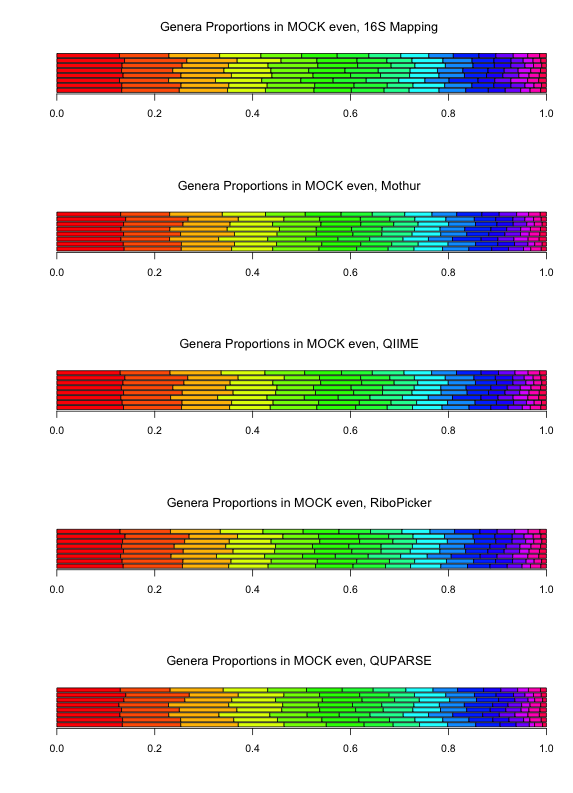 Genera Proportions in MOCK even, 16S Mapping
0.0 0.2 0.4 0.6 0.8 1.0
Genera Proportions in MOCK even, Mothur
0.0 0.2 0.4 0.6 0.8 1.0
Genera Proportions in MOCK even, QIIME
0.0 0.2 0.4 0.6 0.8 1.0
Genera Proportions in MOCK even, RiboPicker
0.0 0.2 0.4 0.6 0.8 1.0
Genera Proportions in MOCK even, QUPARSE
0.0 0.2 0.4 0.6 0.8 1.0